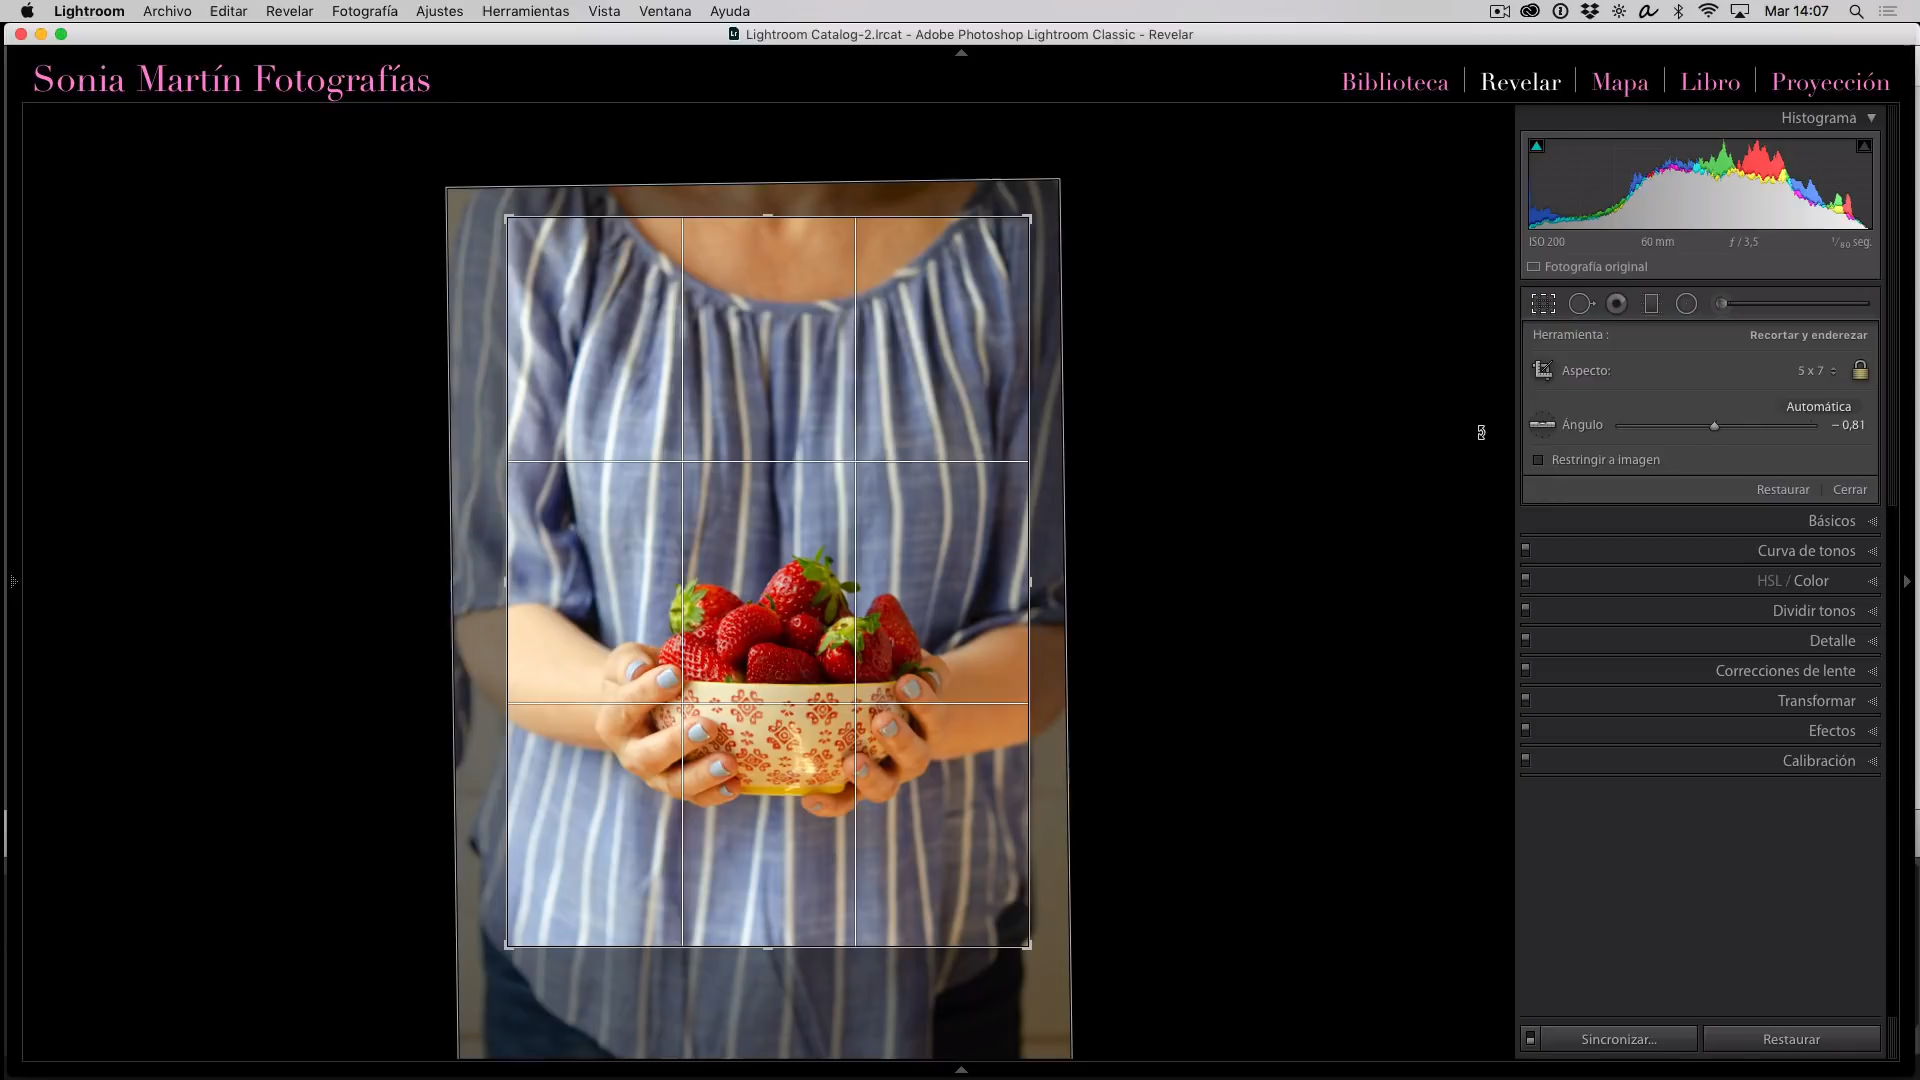 Lightroom Archivo Editar Revelar Fotografía Ajustes Herramientas Vista Ventana Ayuda Mar 14:07
Lightroom Catalog-2.lrcat - Adobe Photoshop Lightroom Classic - Revelar
Sonia Martín Fotografías
Biblioteca | Revelar | Mapa | Libro | Proyección
Histograma
ISO 200 60 mm ƒ / 3,5 1/80 seg.
Fotografía original
Herramienta : Recortar y enderezar
Aspecto: 5 x 7
Automática
Ángulo – 0,81
Restringir a imagen
Restaurar Cerrar
Básicos
Curva de tonos
HSL / Color
Dividir tonos
Detalle
Correcciones de lente
Transformar
Efectos
Calibración
Sincronizar... Restaurar